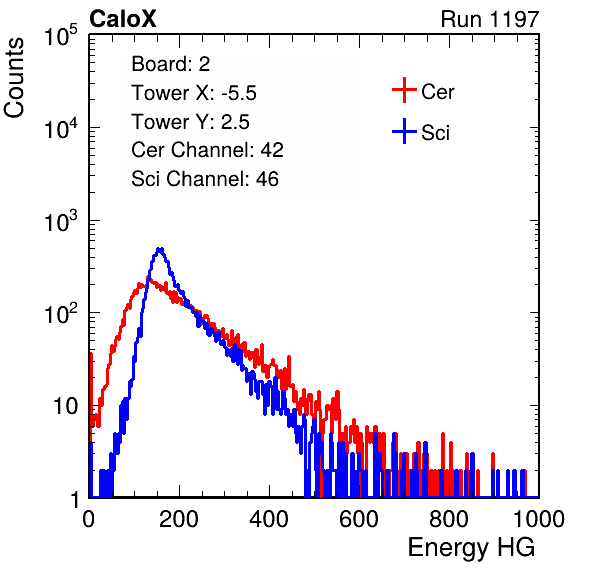 CaloX Run 1197
Counts
Board: 2
Tower X: -5.5
Tower Y: 2.5
Cer Channel: 42
Sci Channel: 46
Cer
Sci
10^5
10^4
10^3
10^2
10
1
0 200 400 600 800 1000
Energy HG